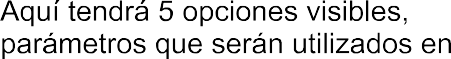 Aquí tendrá 5 opciones visibles,
parámetros que serán utilizados en